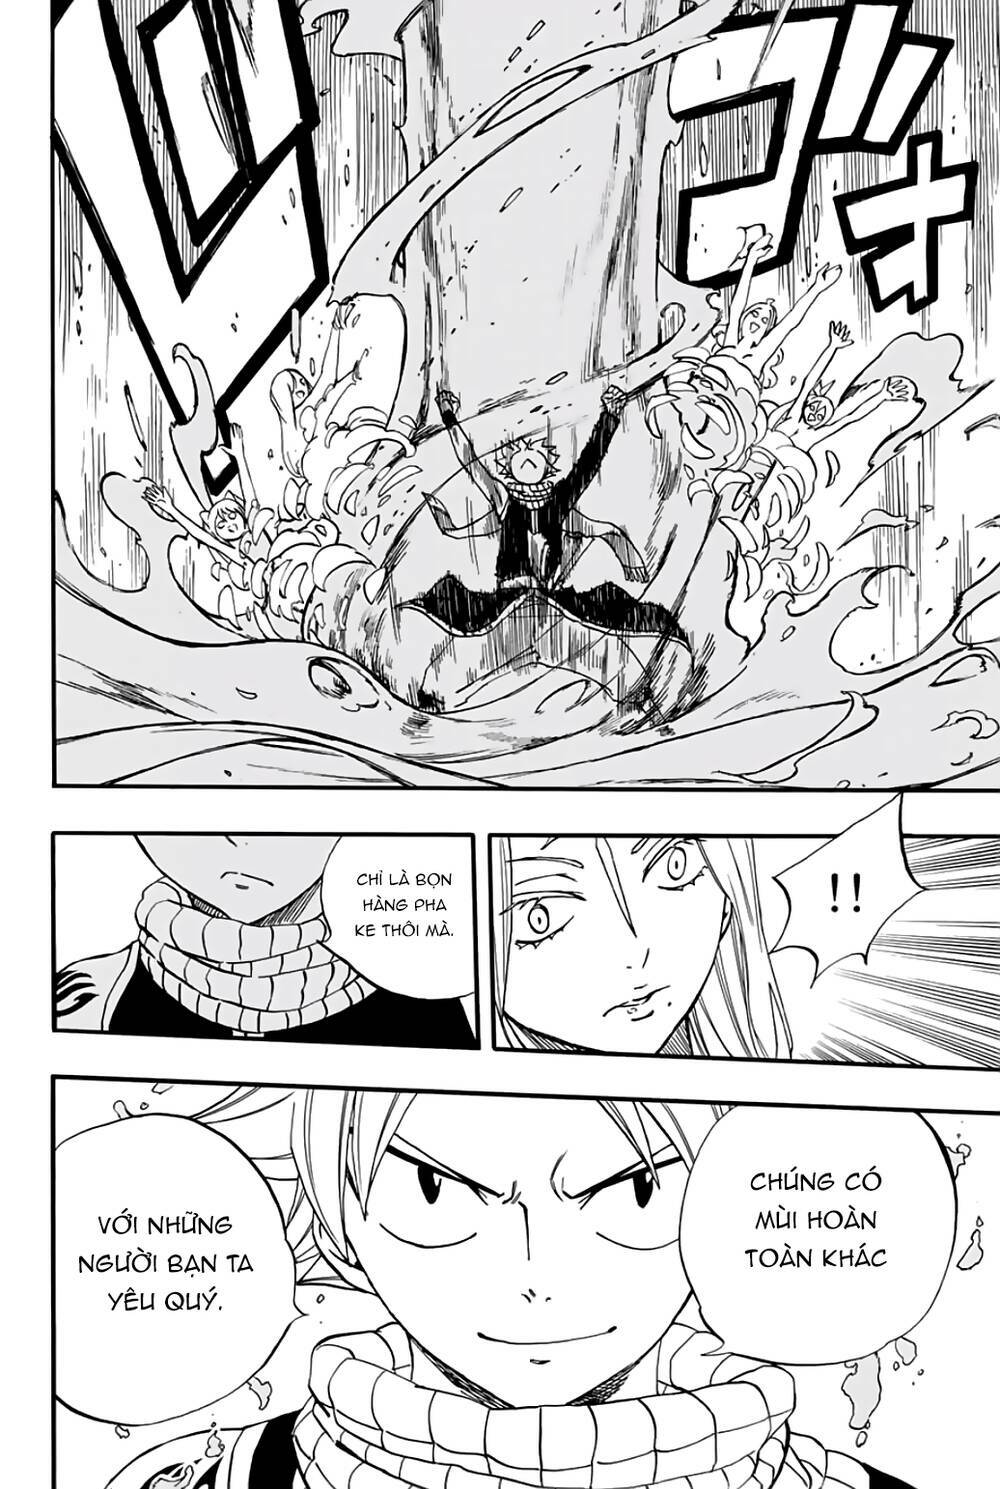 ゴォ
!!
CHỈ LÀ BỌN
HÀNG PHA
KE THÔI MÀ.
CHÚNG CÓ
MÙI HOÀN
TOÀN KHÁC
VỚI NHỮNG
NGƯỜI BẠN TA
YÊU QUÝ.